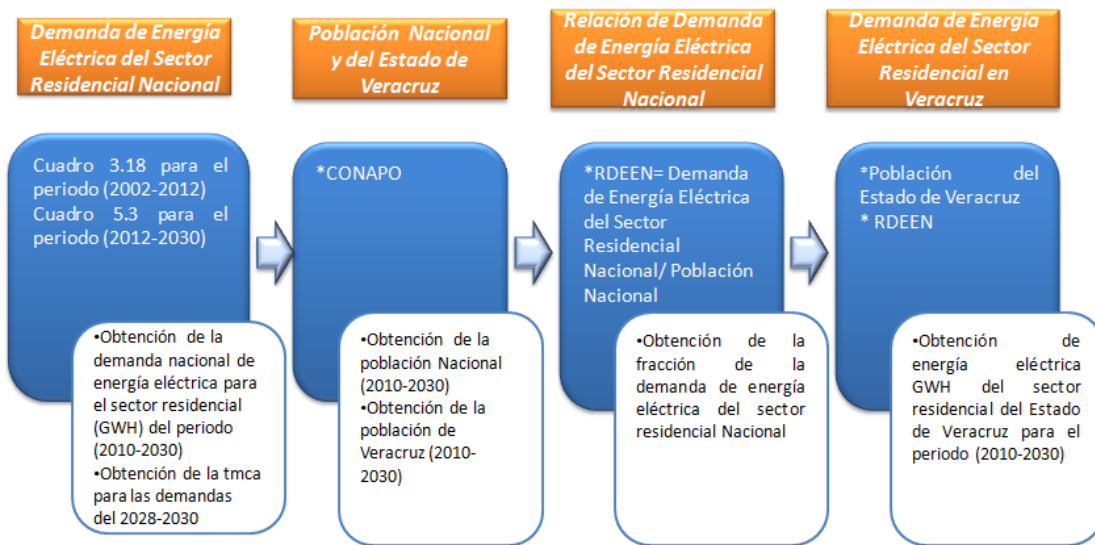 Demanda de Energía
Eléctrica del Sector
Residencial Nacional
Población Nacional
y del Estado de
Veracruz
Relación de Demanda
de Energía Eléctrica
del Sector Residencial
Nacional
Demanda de Energía
Eléctrica del Sector
Residencial en
Veracruz
Cuadro 3.18 para el
periodo (2002-2012)
Cuadro 5.3 para el
periodo (2012-2030)
•Obtención de la
demanda nacional de
energía eléctrica para
el sector residencial
(GWH) del periodo
(2010-2030)
•Obtención de la tmca
para las demandas
del 2028-2030
*CONAPO
•Obtención de la
población Nacional
(2010-2030)
•Obtención de la
población de
Veracruz (2010-
2030)
*RDEEN= Demanda
de Energía Eléctrica
del Sector
Residencial
Nacional/ Población
Nacional
•Obtención de la
fracción de la
demanda de energía
eléctrica del sector
residencial Nacional
*Población del
Estado de Veracruz
* RDEEN
•Obtención de
energía eléctrica
GWH del sector
residencial del Estado
de Veracruz para el
periodo (2010-2030)